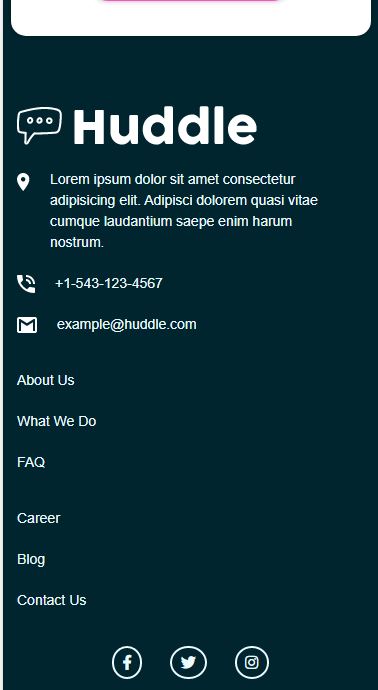 Huddle
Lorem ipsum dolor sit amet consectetur
adipisicing elit. Adipisci dolorem quasi vitae
cumque laudantium saepe enim harum
nostrum.
+1-543-123-4567
example@huddle.com
About Us
What We Do
FAQ
Career
Blog
Contact Us